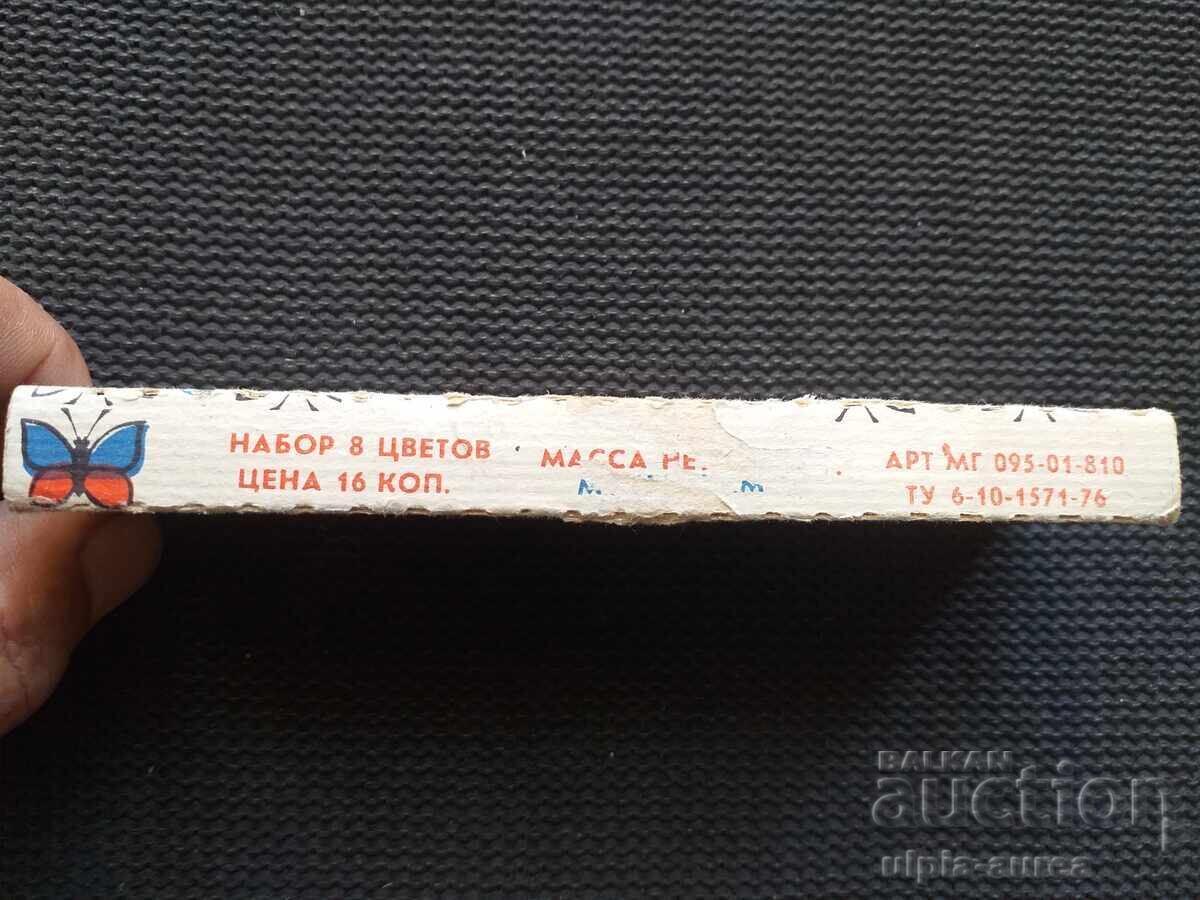 НАБОР 8 ЦВЕТОВ
ЦЕНА 16 КОП.
МАССА
АРТ МГ 095-01-810
ТУ 6-10-1571-76
BALKAN
auction
ulpia-aurea